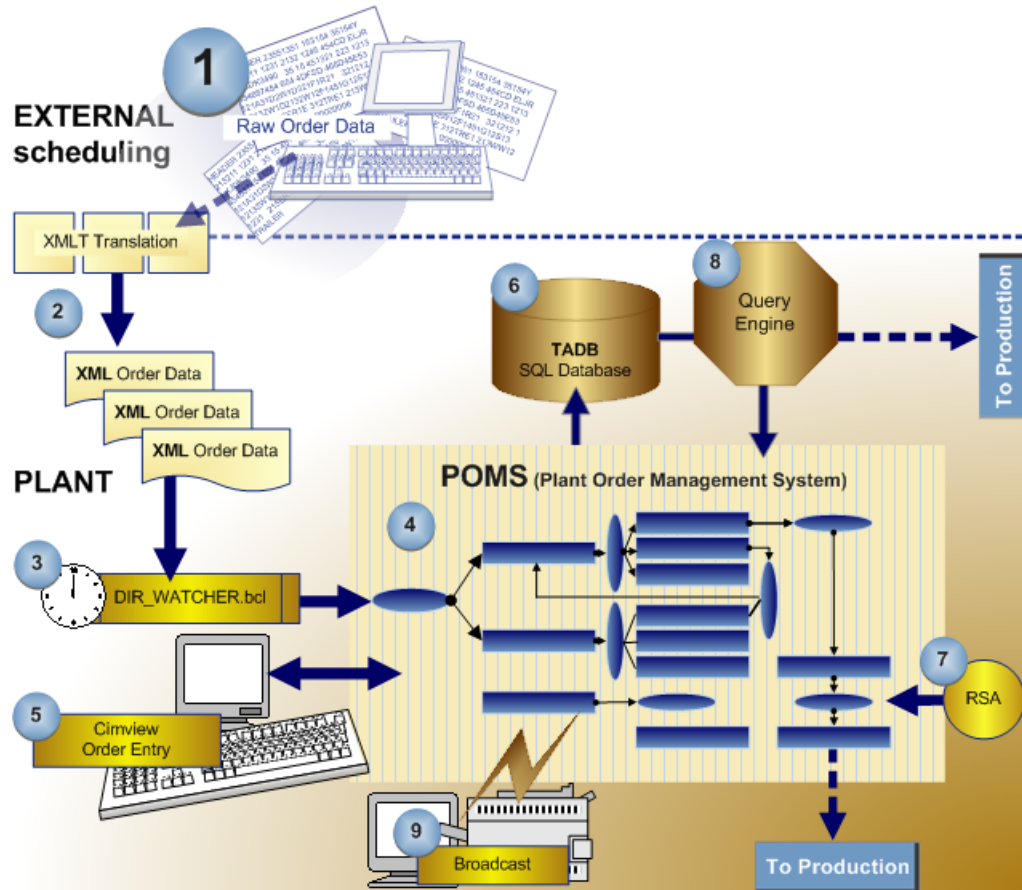 1
EXTERNAL
scheduling
Raw Order Data
XMLT Translation
2
XML Order Data
XML Order Data
XML Order Data
6
TADB
SQL Database
8
Query
Engine
To Production
PLANT
3
DIR_WATCHER.bcl
POMS (Plant Order Management System)
4
5
Cimview
Order Entry
7
RSA
9
Broadcast
To Production